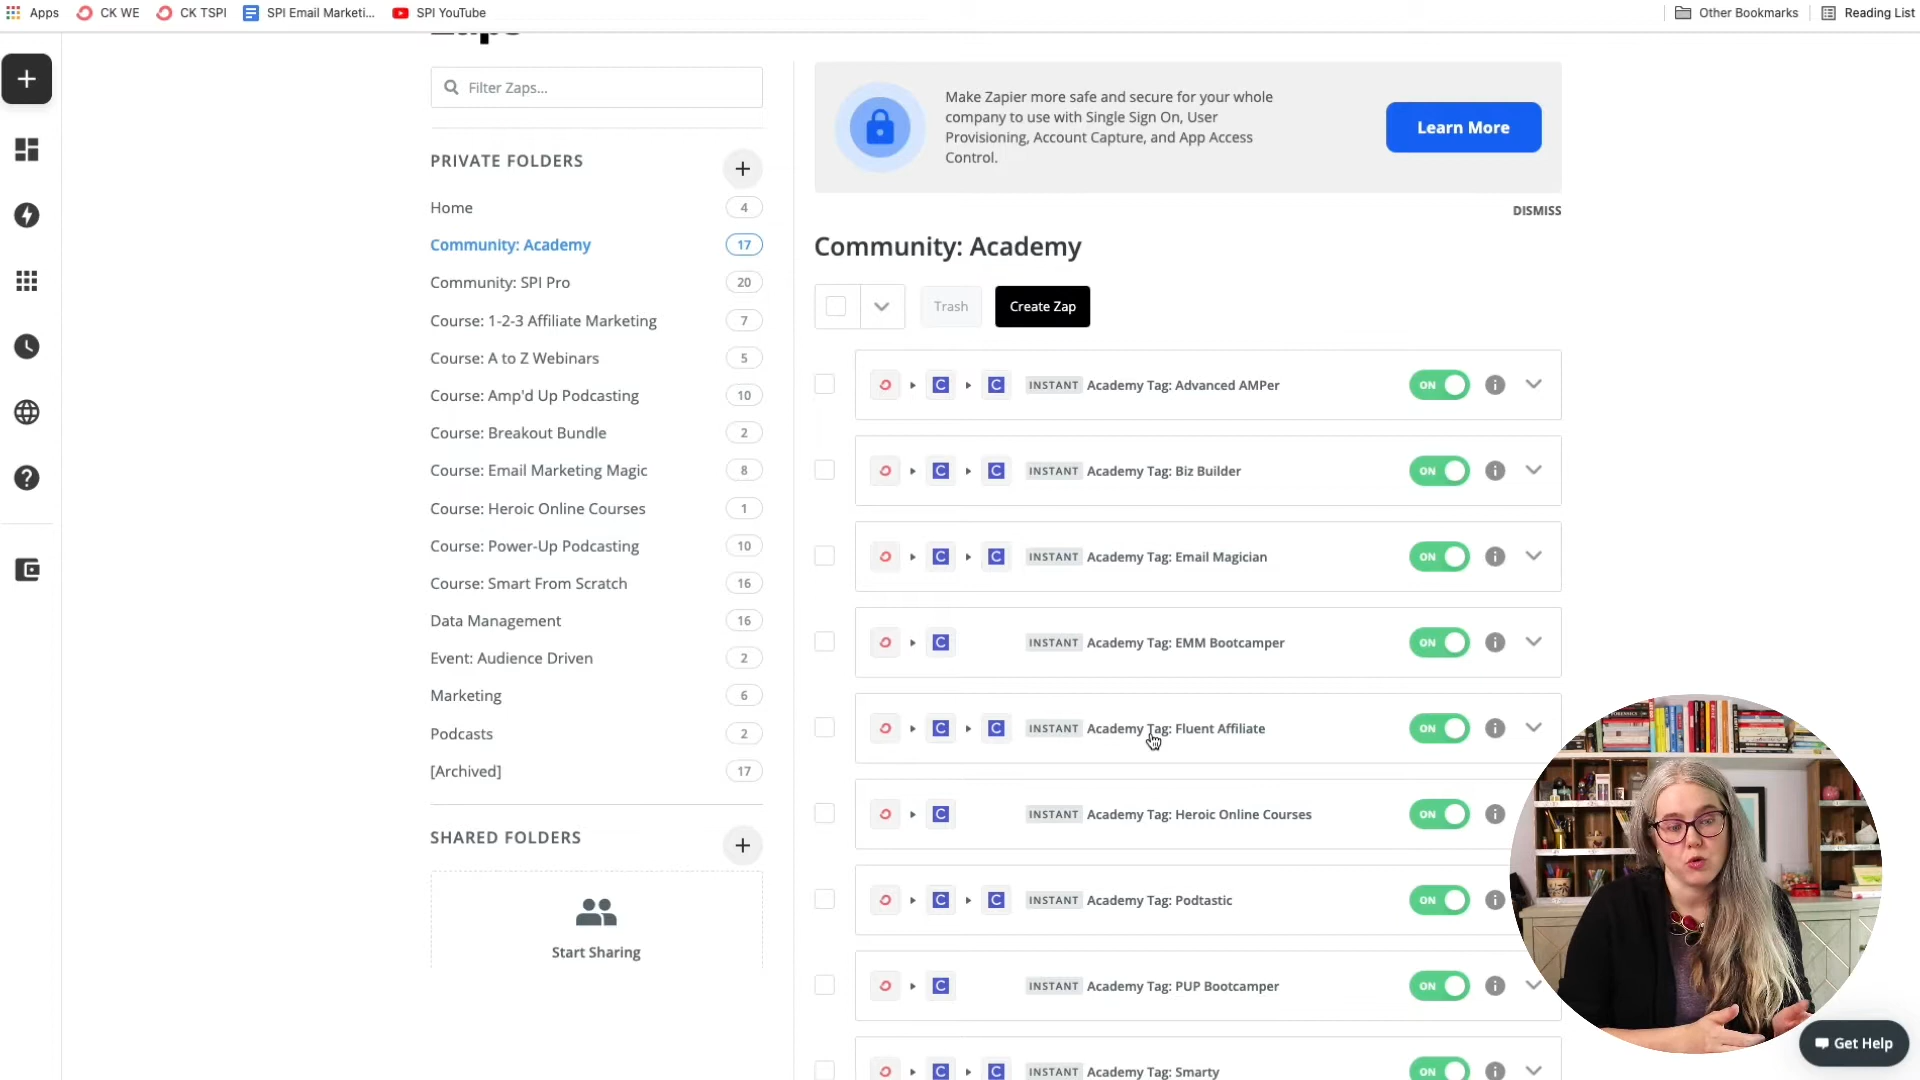 Apps
CK WE
CK TSPI
SPI Email Marketi...
SPI YouTube
Other Bookmarks
Reading List
Filter Zaps...
PRIVATE FOLDERS
Home 4
Community: Academy 17
Community: SPI Pro 20
Course: 1-2-3 Affiliate Marketing 7
Course: A to Z Webinars 5
Course: Amp'd Up Podcasting 10
Course: Breakout Bundle 2
Course: Email Marketing Magic 8
Course: Heroic Online Courses 1
Course: Power-Up Podcasting 10
Course: Smart From Scratch 16
Data Management 16
Event: Audience Driven 2
Marketing 6
Podcasts 2
[Archived] 17
SHARED FOLDERS
Start Sharing
Make Zapier more safe and secure for your whole
company to use with Single Sign On, User
Provisioning, Account Capture, and App Access
Control.
Learn More
DISMISS
Community: Academy
Trash
Create Zap
C C INSTANT Academy Tag: Advanced AMPer ON
C C INSTANT Academy Tag: Biz Builder ON
C C INSTANT Academy Tag: Email Magician ON
C INSTANT Academy Tag: EMM Bootcamper ON
C C INSTANT Academy Tag: Fluent Affiliate ON
C INSTANT Academy Tag: Heroic Online Courses ON
C C INSTANT Academy Tag: Podtastic ON
C INSTANT Academy Tag: PUP Bootcamper ON
C C INSTANT Academy Tag: Smarty ON
Get Help